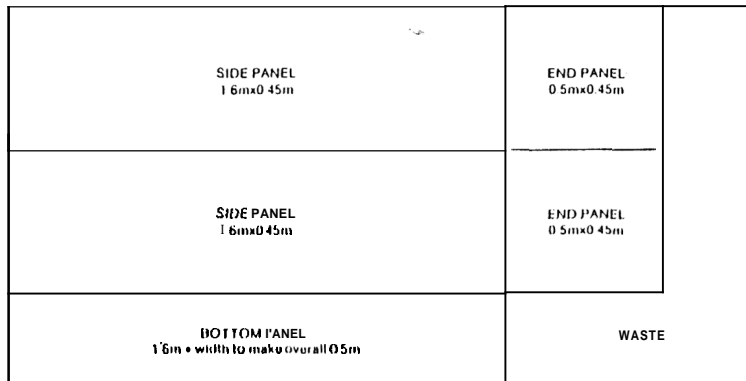 SIDE PANEL
1 6mx0 45m
END PANEL
0 5mx0.45m
SIDE PANEL
1 6mx0 45m
END PANEL
0 5mx0 45m
BOTTOM PANEL
1 6m • width to make overall 0 5m
WASTE